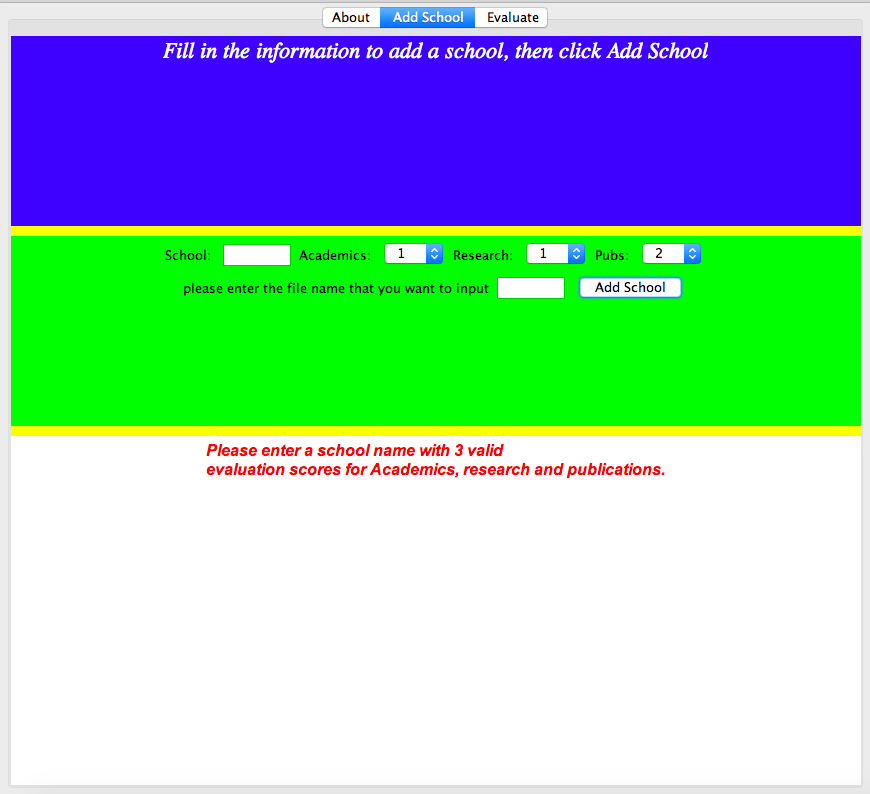 About Add School Evaluate
Fill in the information to add a school, then click Add School
School: Academics: 1 Research: 1 Pubs: 2
please enter the file name that you want to input Add School
Please enter a school name with 3 valid
evaluation scores for Academics, research and publications.